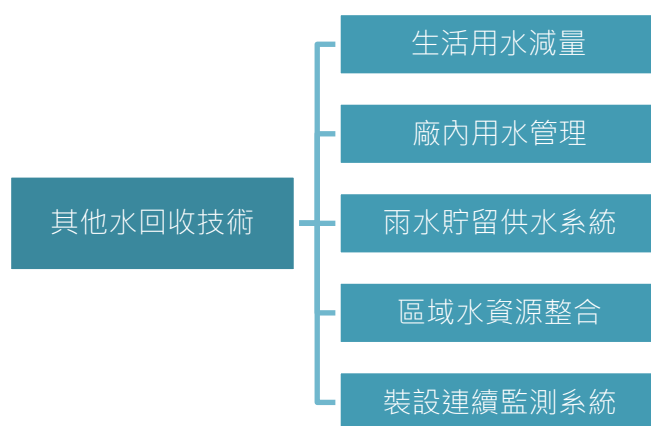 其他水回收技術
生活用水減量
廠內用水管理
雨水貯留供水系統
區域水資源整合
裝設連續監測系統